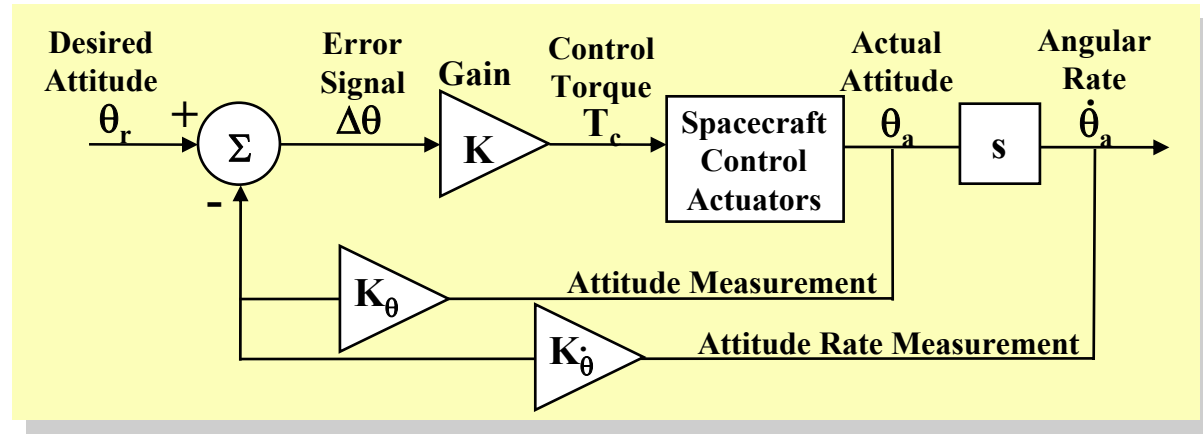 Desired
Attitude
θr
+
-
Σ
Error
Signal
Δθ
Gain
K
Control
Torque
Tc
Spacecraft
Control
Actuators
Actual
Attitude
θa
s
Angular
Rate
θ̇a
Kθ
Attitude Measurement
Kθ̇
Attitude Rate Measurement